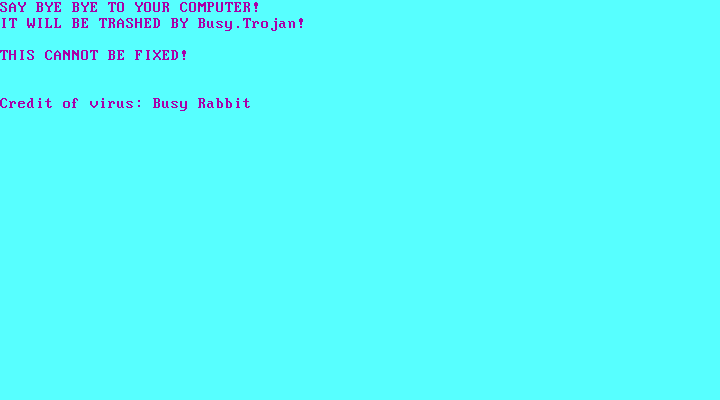 SAY BYE BYE TO YOUR COMPUTER!
IT WILL BE TRASHED BY Busy.Trojan!
THIS CANNOT BE FIXED!
Credit of virus: Busy Rabbit